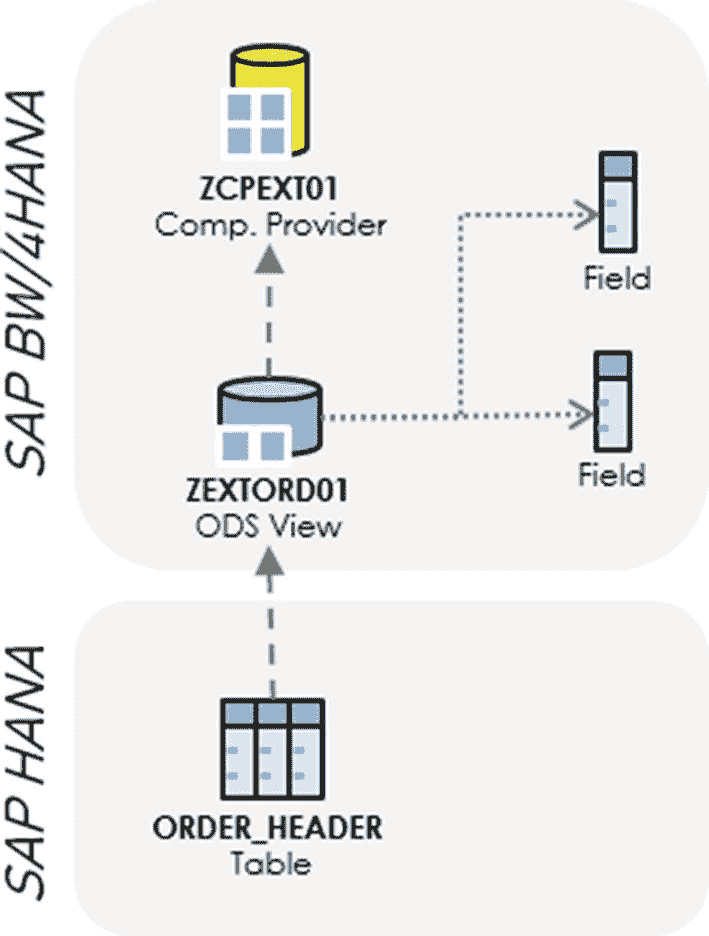 SAP BW/4HANA
ZCPEXT01
Comp. Provider
Field
Field
ZEXTORD01
ODS View
SAP HANA
ORDER_HEADER
Table